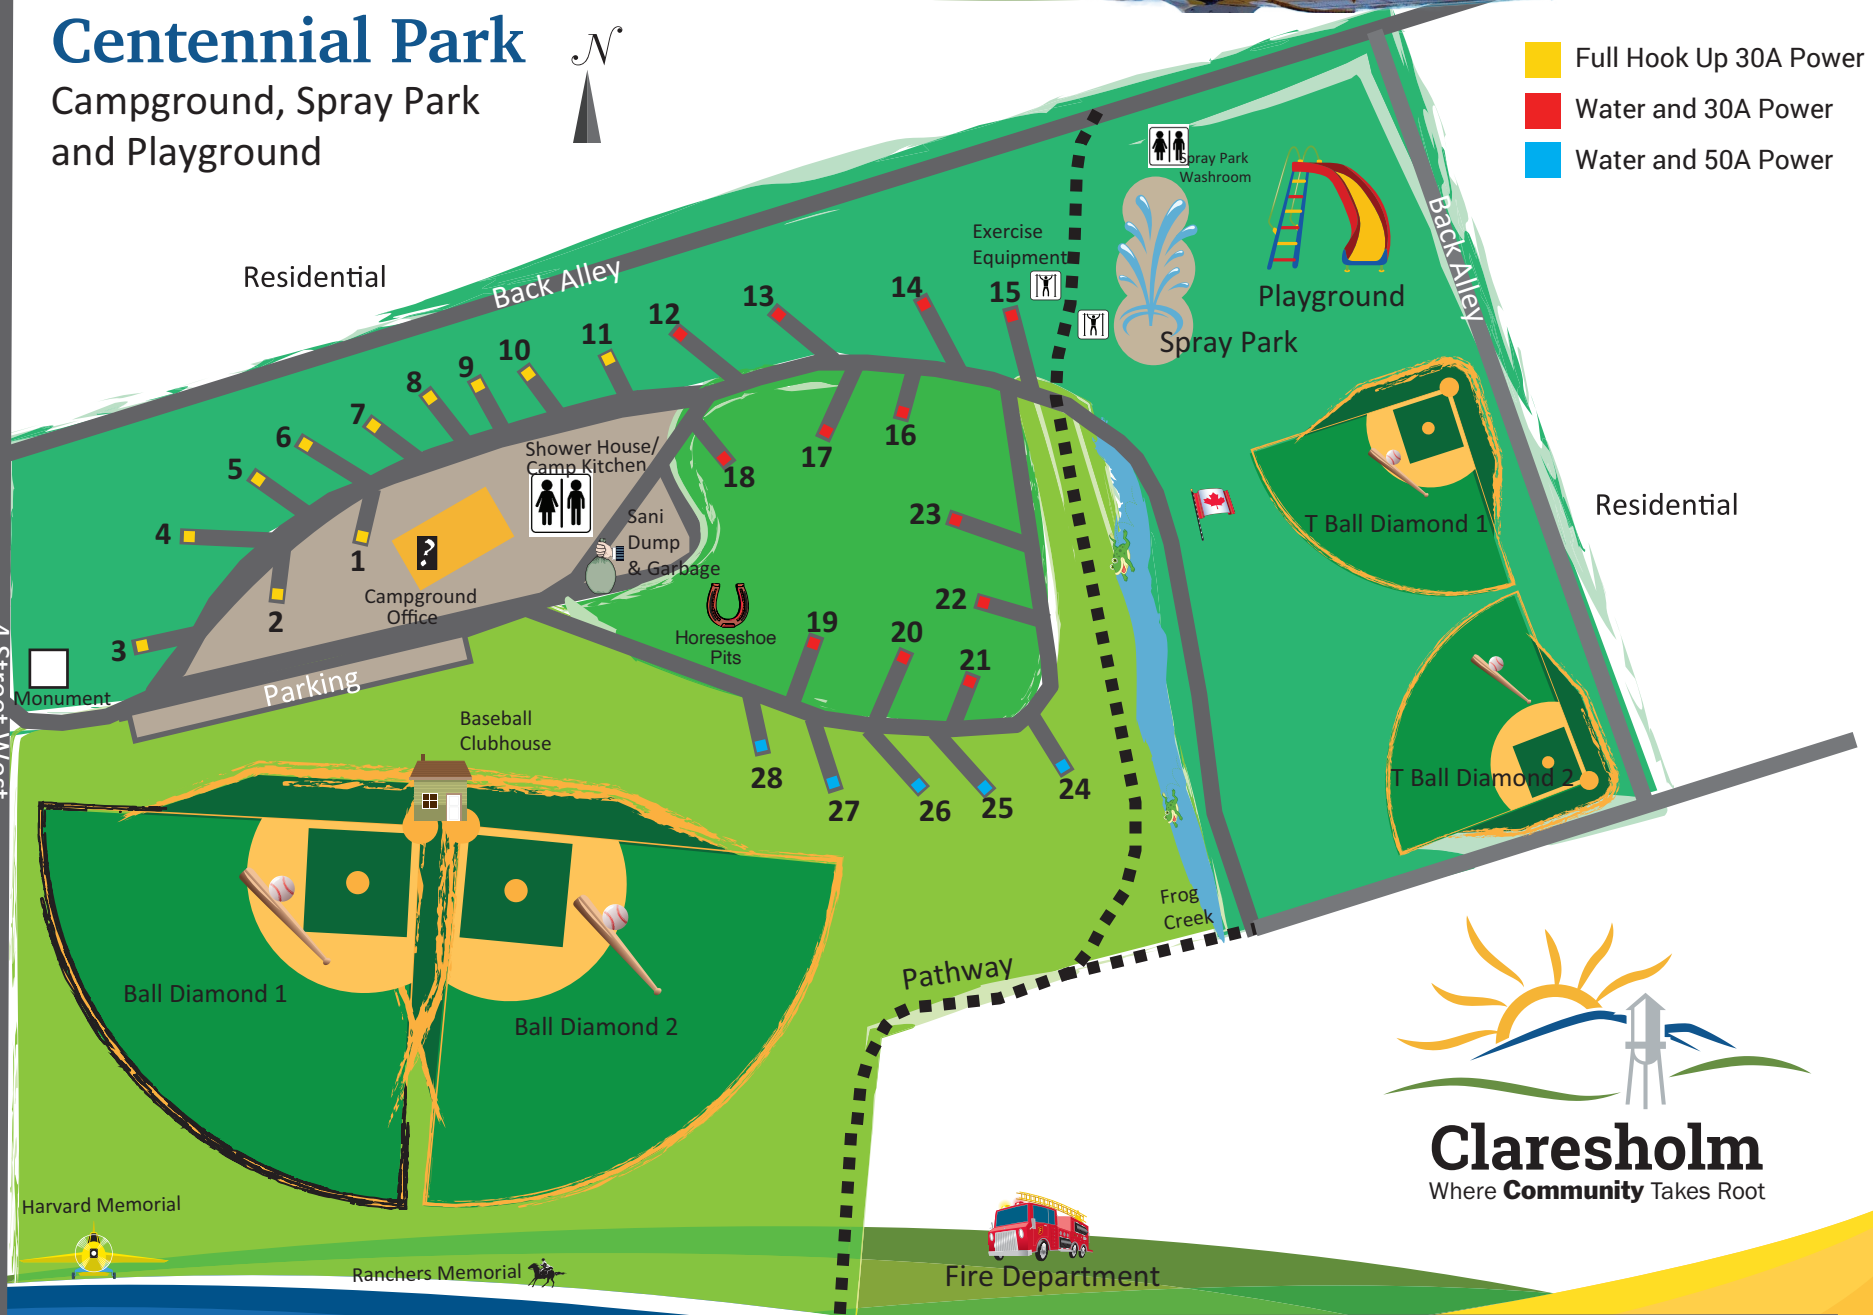 Centennial Park
Campground, Spray Park
and Playground
N
Full Hook Up 30A Power
Water and 30A Power
Water and 50A Power
Residential
Back Alley
Spray Park
Washroom
Exercise
Equipment
Playground
Spray Park
Back Alley
Residential
15
14
13
12
11
10
9
8
7
6
5
4
3
2
1
16
17
18
23
22
19
20
21
28
27
26
25
24
Shower House/
Camp Kitchen
Sani
Dump
& Garbage
?
Campground
Office
Horeseshoe
Pits
Parking
Monument
4 Street West
Baseball
Clubhouse
T Ball Diamond 1
T Ball Diamond 2
Ball Diamond 1
Ball Diamond 2
Frog
Creek
Pathway
Harvard Memorial
Ranchers Memorial
Fire Department
Claresholm
Where Community Takes Root